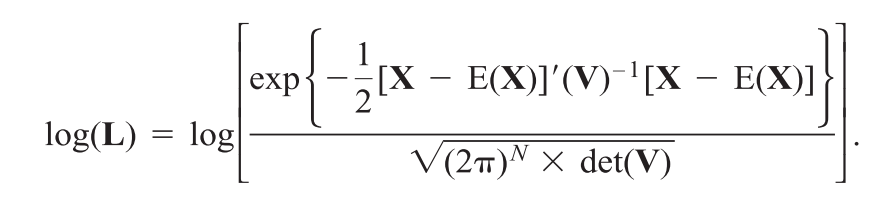 log(L) = log[exp{-1/2[X - E(X)]′(V)⁻¹[X - E(X)]}/√((2π)ᴺ × det(V))].